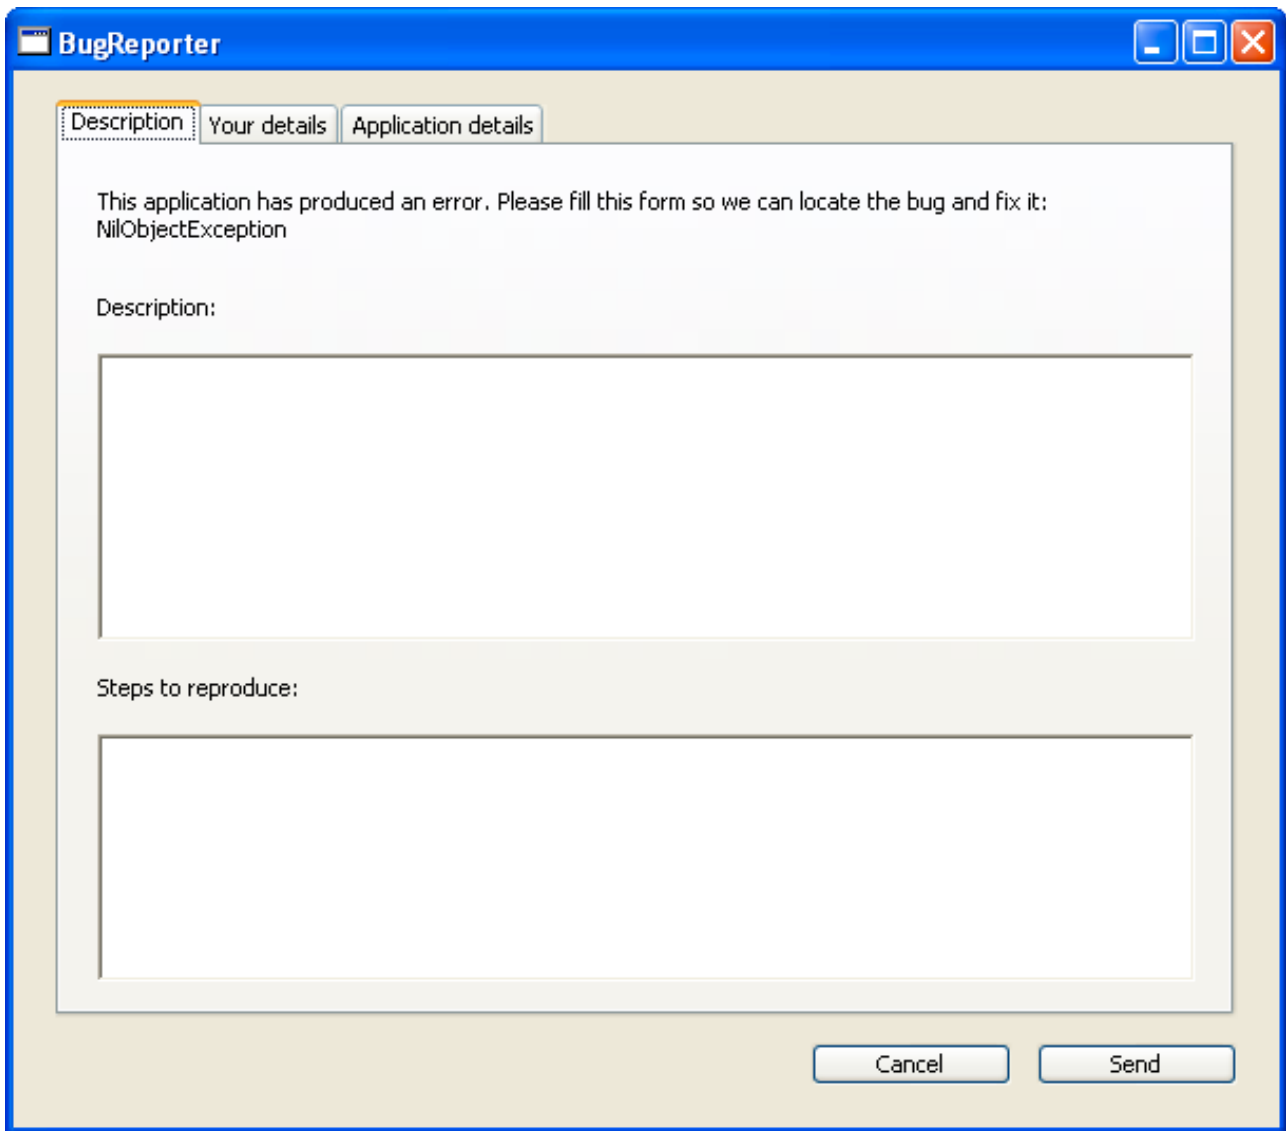 BugReporter
Description
Your details
Application details
This application has produced an error. Please fill this form so we can locate the bug and fix it:
NilObjectException
Description:
Steps to reproduce:
Cancel
Send